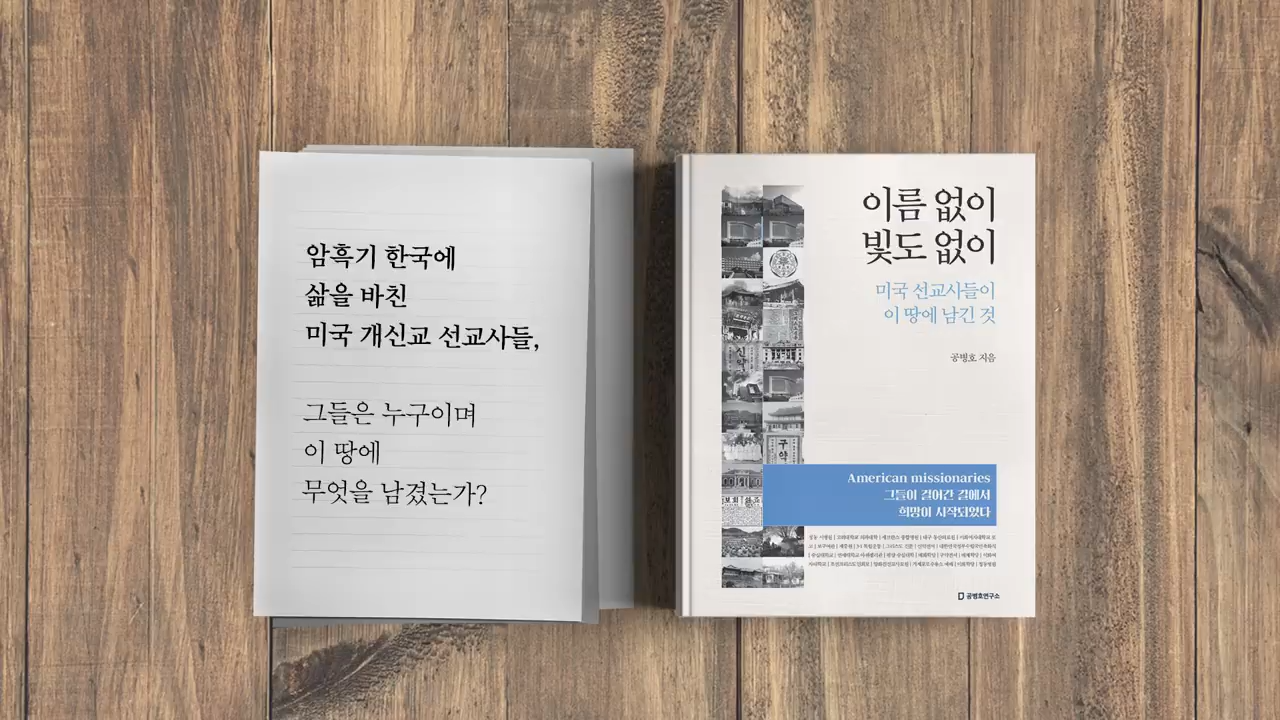 암흑기 한국에
삶을 바친
미국 개신교 선교사들,
그들은 누구이며
이 땅에
무엇을 남겼는가?
이름 없이
빛도 없이
미국 선교사들이
이 땅에 남긴 것
공병호 지음
구약
American missionaries
그들이 걸어간 길에서
희망이 시작되었다
공병호연구소